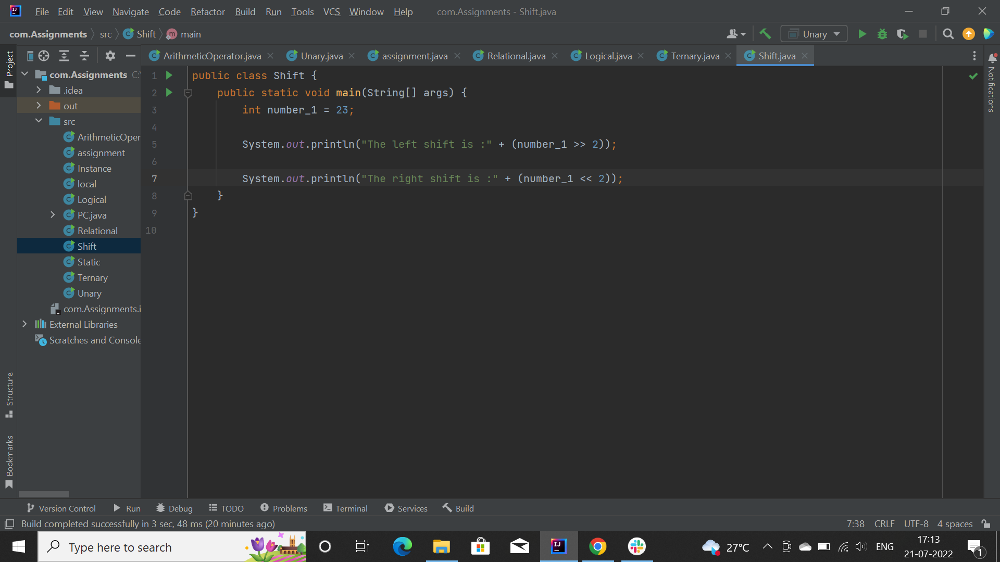 File Edit View Navigate Code Refactor Build Run Tools VCS Window Help com.Assignments - Shift.java
com.Assignments src Shift main Unary
Project
ArithmeticOperator.java Unary.java assignment.java Relational.java Logical.java Ternary.java Shift.java
Notifications
com.Assignments C:\
.idea
out
src
ArithmeticOper
assignment
Instance
local
Logical
PC.java
Relational
Shift
Static
Ternary
Unary
com.Assignments.i
External Libraries
Scratches and Console
1 public class Shift {
2 public static void main(String[] args) {
3 int number_1 = 23;
4
5 System.out.println("The left shift is :" + (number_1 >> 2));
6
7 System.out.println("The right shift is :" + (number_1 << 2));
8 }
9 }
10
Structure
Bookmarks
Version Control Run Debug TODO Problems Terminal Services Build
Build completed successfully in 3 sec, 48 ms (20 minutes ago) 7:38 CRLF UTF-8 4 spaces
Type here to search 27°C ENG 17:13
21-07-2022 1